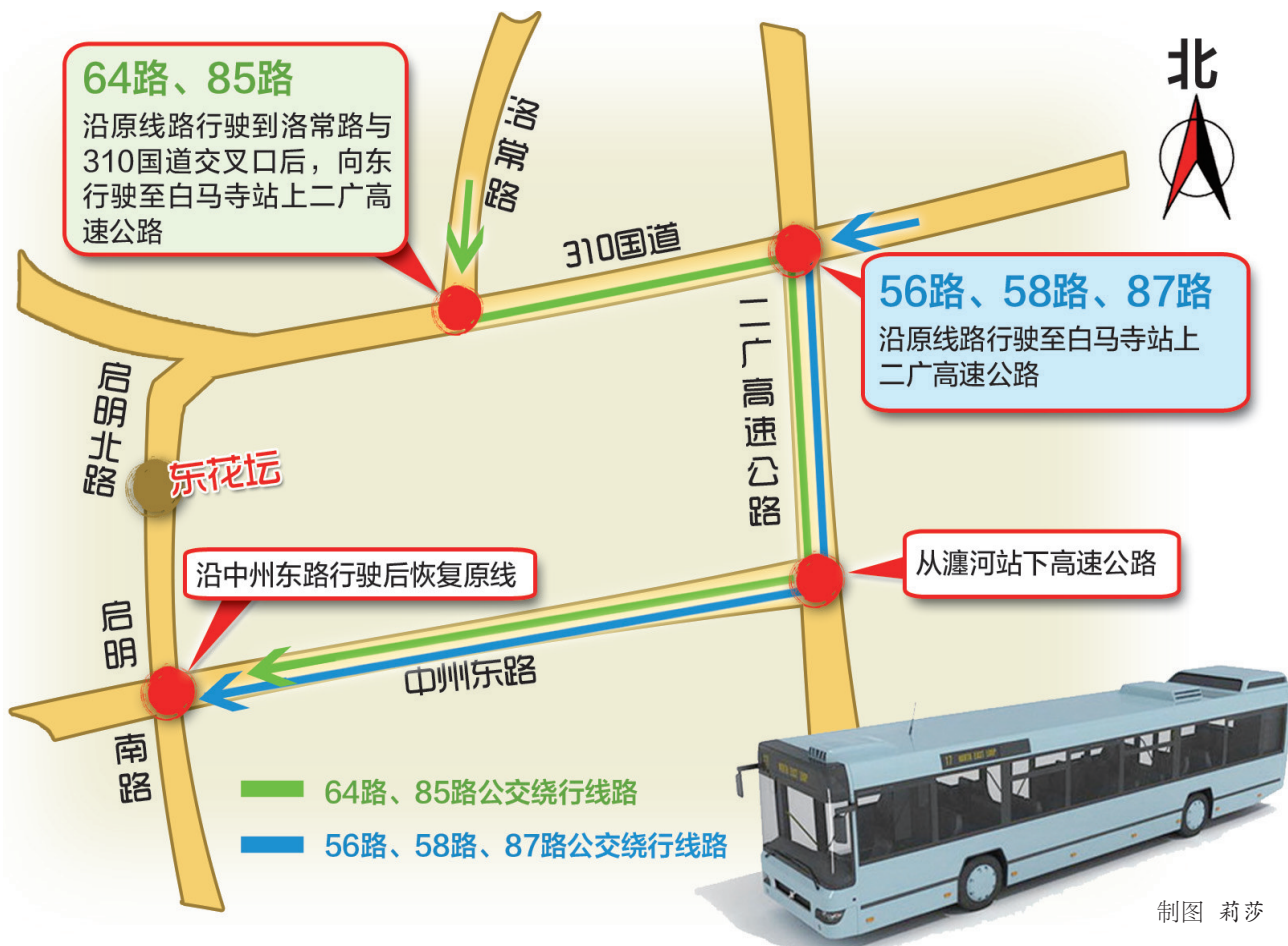 北
64路、85路
沿原线路行驶到洛常路与
310国道交叉口后，向东
行驶至白马寺站上二广高
速公路
洛常路
310国道
56路、58路、87路
沿原线路行驶至白马寺站上
二广高速公路
二广高速公路
启明北路
东花坛
沿中州东路行驶后恢复原线
从瀍河站下高速公路
启明
南路
中州东路
64路、85路公交绕行线路
56路、58路、87路公交绕行线路
制图 莉莎